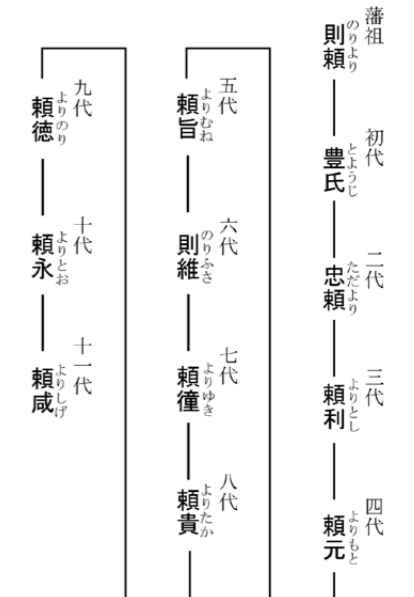 藩祖
則頼
のりより
初代
豊氏
とようじ
二代
忠頼
ただより
三代
頼利
よりとし
四代
頼元
よりもと
五代
頼旨
よりむね
六代
則維
のりふさ
七代
頼徸
よりゆき
八代
頼貴
よりたか
九代
頼徳
よりのり
十代
頼永
よりとお
十一代
頼咸
よりしげ